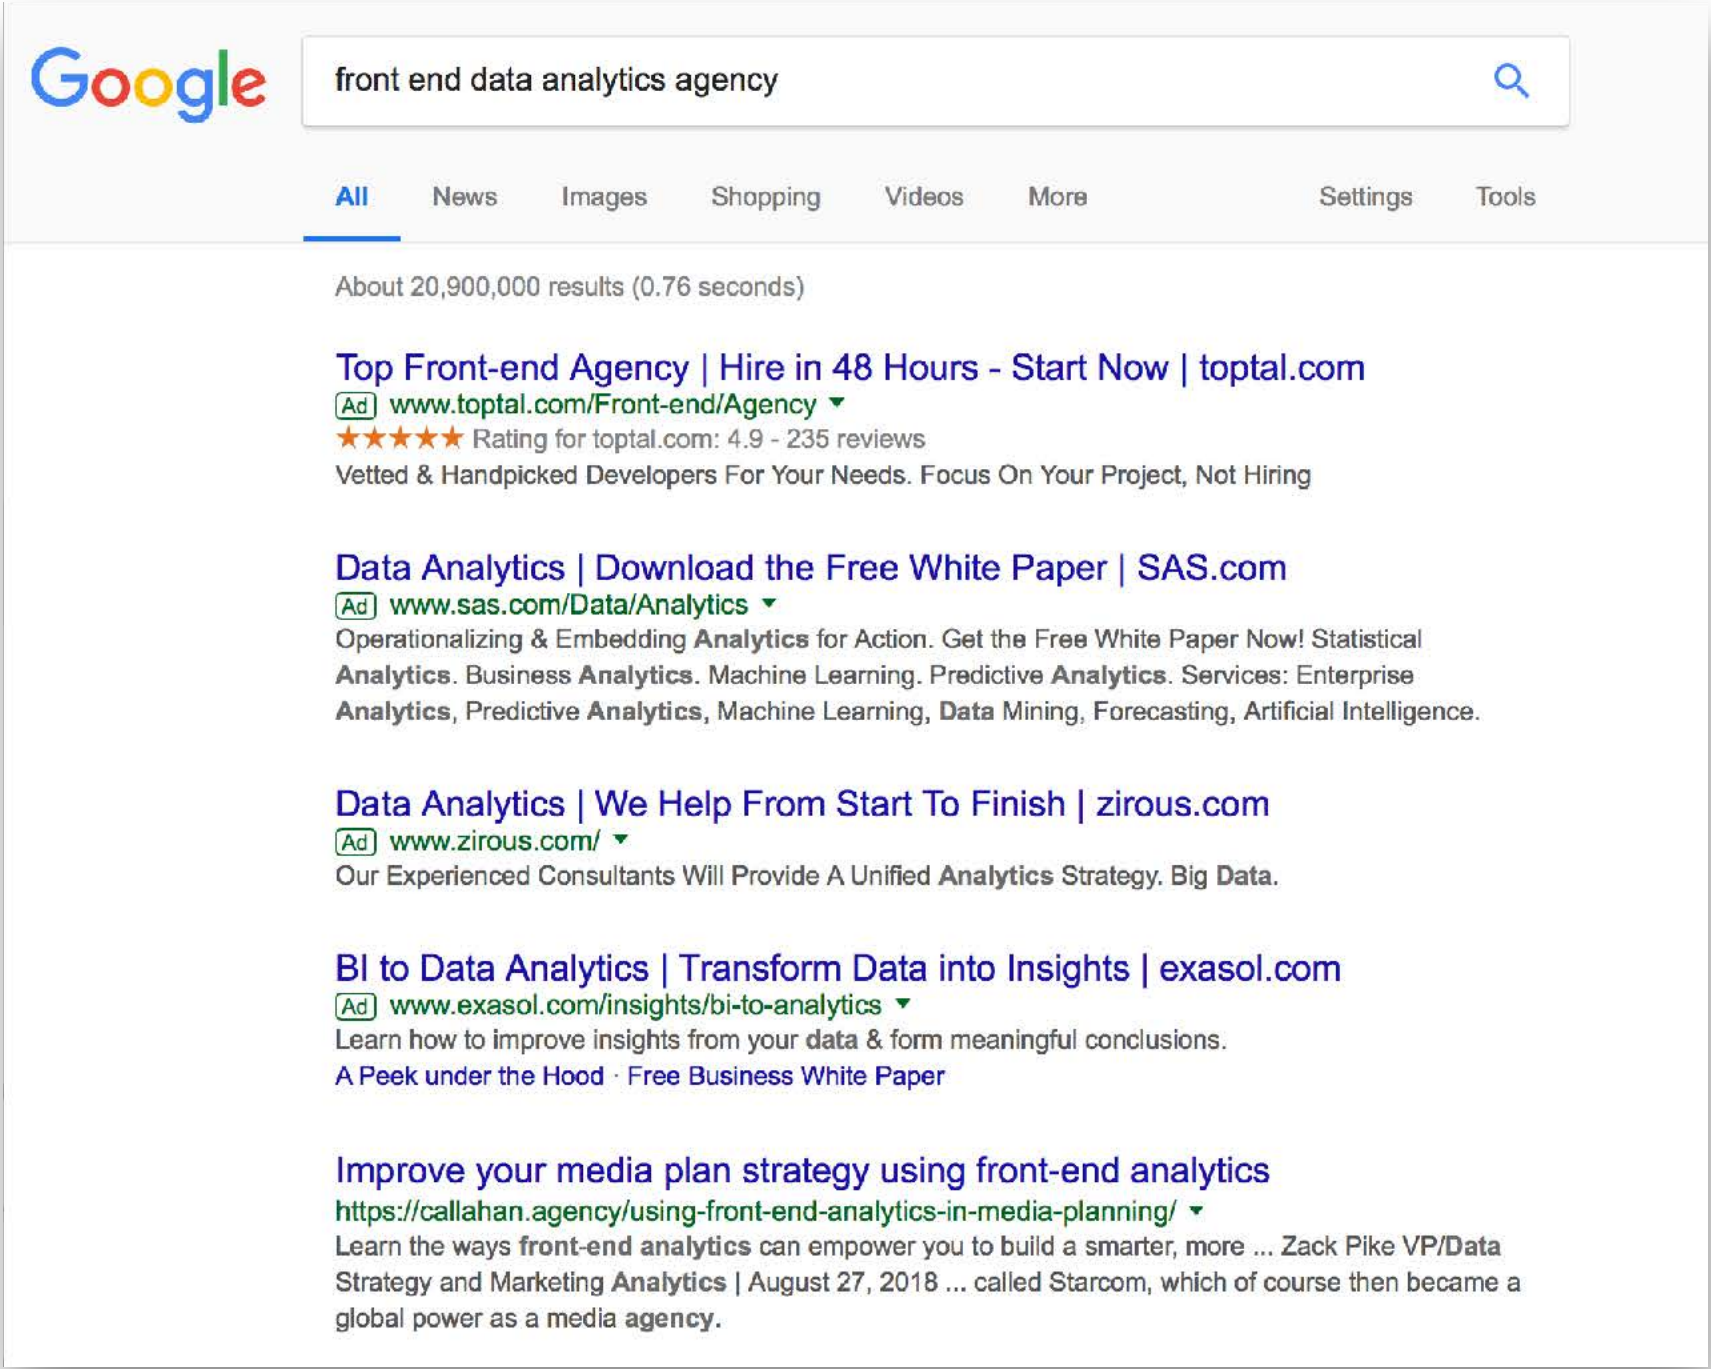 Google
front end data analytics agency
All News Images Shopping Videos More Settings Tools
About 20,900,000 results (0.76 seconds)
Top Front-end Agency | Hire in 48 Hours - Start Now | toptal.com
Ad www.toptal.com/Front-end/Agency
Rating for toptal.com: 4.9 - 235 reviews
Vetted & Handpicked Developers For Your Needs. Focus On Your Project, Not Hiring
Data Analytics | Download the Free White Paper | SAS.com
Ad www.sas.com/Data/Analytics
Operationalizing & Embedding Analytics for Action. Get the Free White Paper Now! Statistical
Analytics. Business Analytics. Machine Learning. Predictive Analytics. Services: Enterprise
Analytics, Predictive Analytics, Machine Learning, Data Mining, Forecasting, Artificial Intelligence.
Data Analytics | We Help From Start To Finish | zirous.com
Ad www.zirous.com/
Our Experienced Consultants Will Provide A Unified Analytics Strategy. Big Data.
BI to Data Analytics | Transform Data into Insights | exasol.com
Ad www.exasol.com/insights/bi-to-analytics
Learn how to improve insights from your data & form meaningful conclusions.
A Peek under the Hood · Free Business White Paper
Improve your media plan strategy using front-end analytics
https://callahan.agency/using-front-end-analytics-in-media-planning/
Learn the ways front-end analytics can empower you to build a smarter, more ... Zack Pike VP/Data
Strategy and Marketing Analytics | August 27, 2018 ... called Starcom, which of course then became a
global power as a media agency.